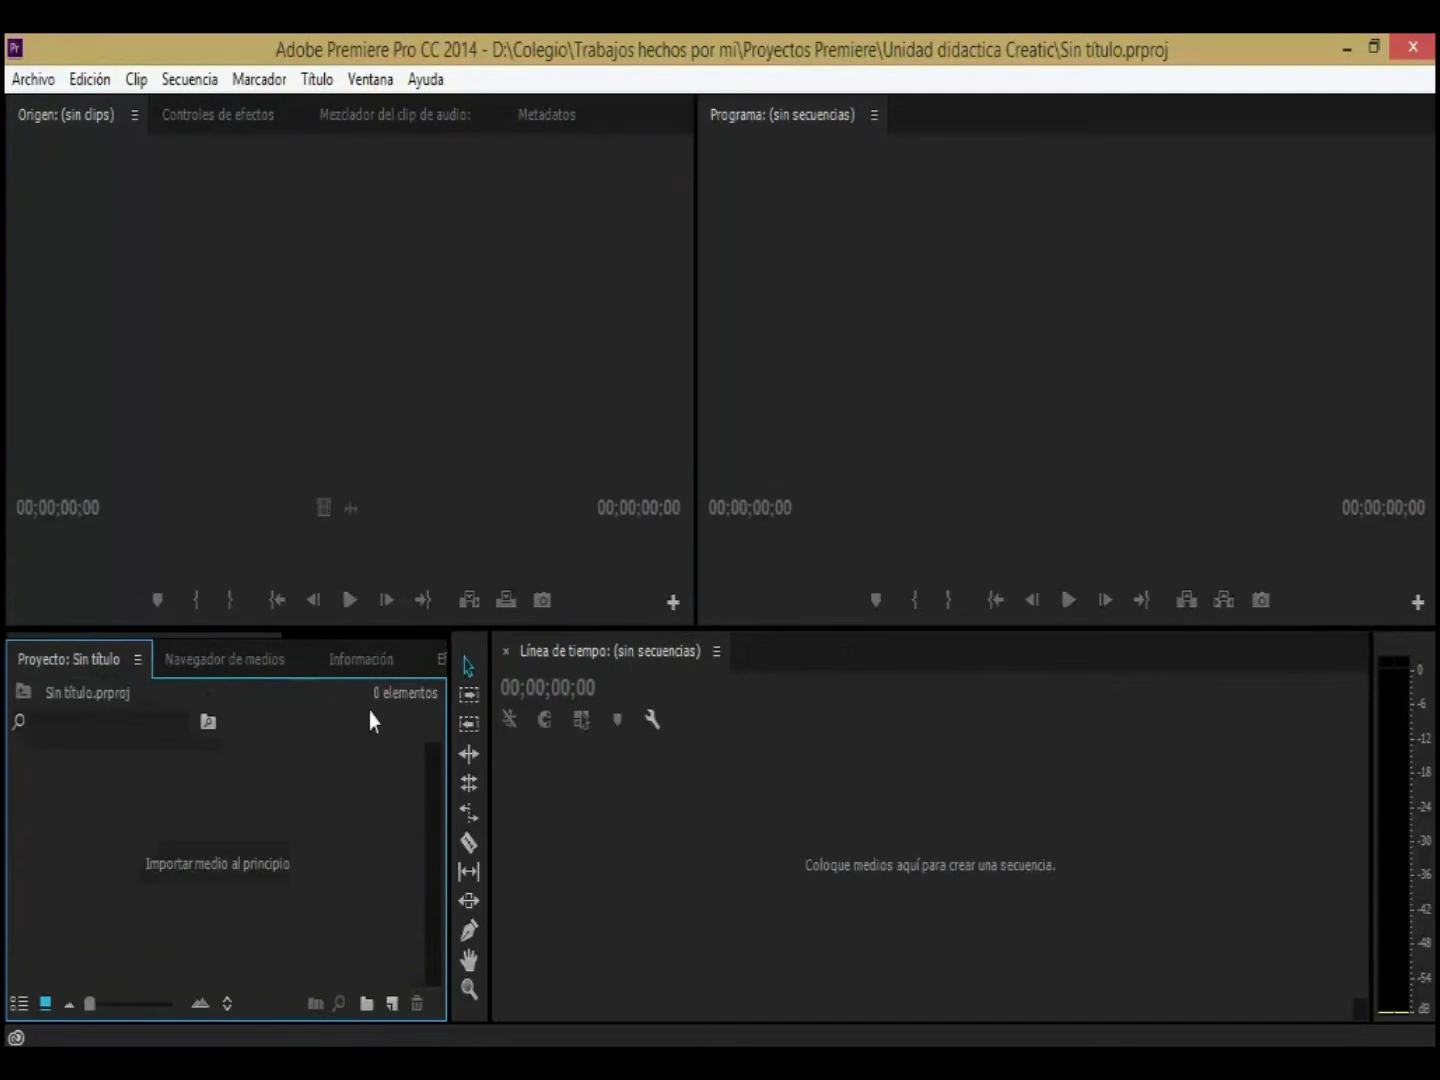 Pr
Adobe Premiere Pro CC 2014 - D:\Colegio\Trabajos hechos por mi\Proyectos Premiere\Unidad didactica Creatic\Sin título.prproj
Archivo Edición Clip Secuencia Marcador Título Ventana Ayuda
Origen: (sin clips) Controles de efectos Mezclador del clip de audio: Metadatos
Programa: (sin secuencias)
00;00;00;00 00;00;00;00
00;00;00;00 00;00;00;00
Proyecto: Sin título Navegador de medios Información Ef
Sin título.prproj 0 elementos
Importar medio al principio
× Línea de tiempo: (sin secuencias)
00;00;00;00
Coloque medios aquí para crear una secuencia.
0
-6
-12
-18
-24
-30
-36
-42
-48
-54
dB